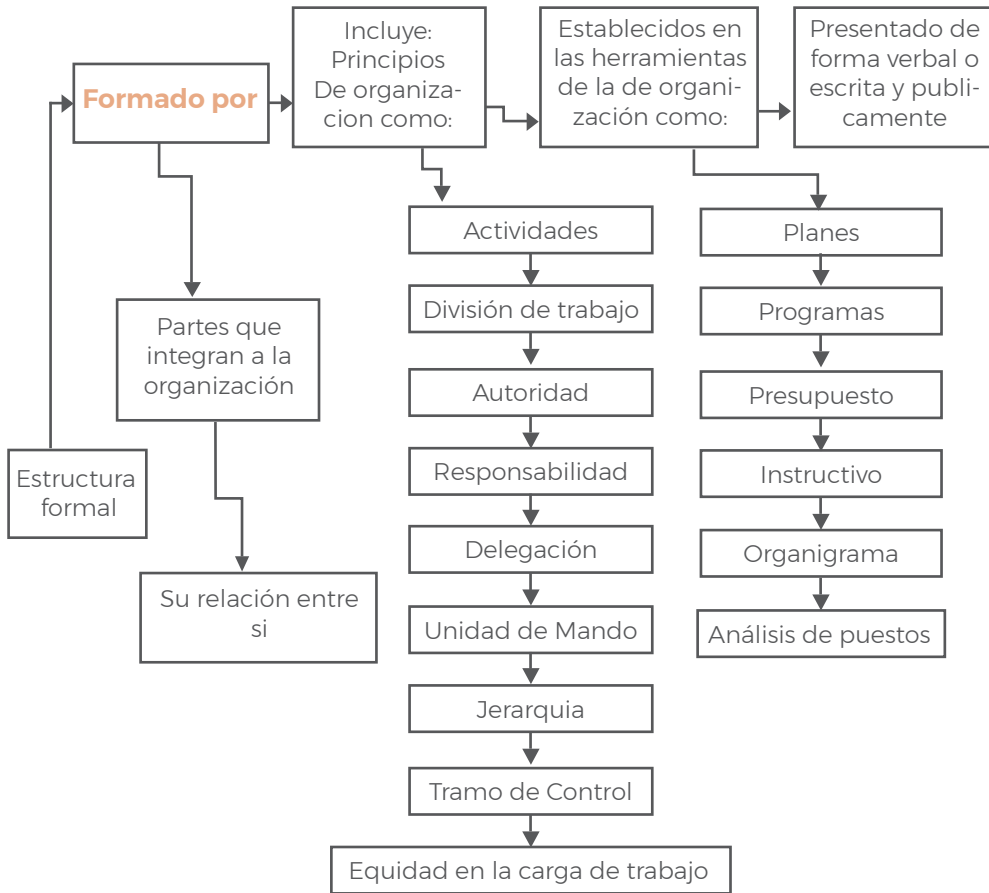 Formado por
Incluye:
Principios
De organiza-
cion como:
Establecidos en
las herramientas
de la de organi-
zación como:
Presentado de
forma verbal o
escrita y publi-
camente
Estructura
formal
Partes que
integran a la
organización
Su relación entre
si
Actividades
División de trabajo
Autoridad
Responsabilidad
Delegación
Unidad de Mando
Jerarquia
Tramo de Control
Equidad en la carga de trabajo
Planes
Programas
Presupuesto
Instructivo
Organigrama
Análisis de puestos